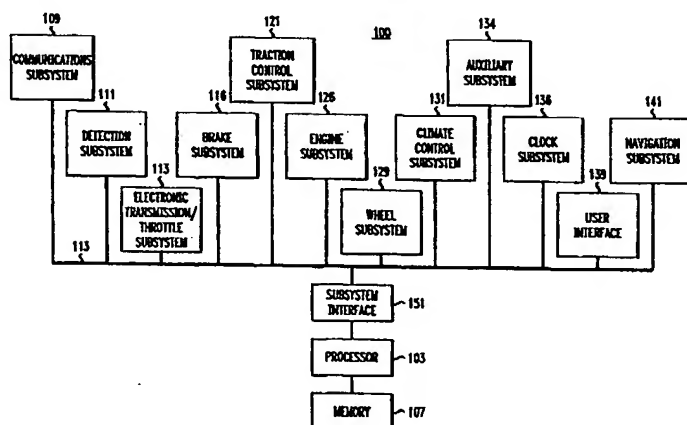 109
121
100
134
COMMUNICATIONS
SUBSYSTEM
TRACTION
CONTROL
SUBSYSTEM
AUXILIARY
SUBSYSTEM
111
116
126
131
136
141
DETECTION
SUBSYSTEM
BRAKE
SUBSYSTEM
ENGINE
SUBSYSTEM
CLIMATE
CONTROL
SUBSYSTEM
CLOCK
SUBSYSTEM
NAVIGATION
SUBSYSTEM
113
129
139
ELECTRONIC
TRANSMISSION/
THROTTLE
SUBSYSTEM
WHEEL
SUBSYSTEM
USER
INTERFACE
113
SUBSYSTEM
INTERFACE
151
PROCESSOR
103
MEMORY
107